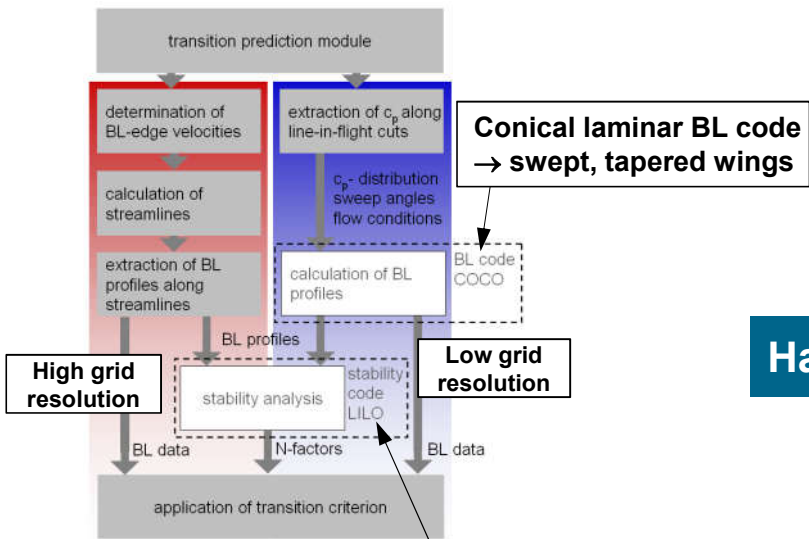 transition prediction module
determination of
BL-edge velocities
extraction of cp along
line-in-flight cuts
Conical laminar BL code
→ swept, tapered wings
calculation of
streamlines
cp- distribution
sweep angles
flow conditions
extraction of BL
profiles along
streamlines
calculation of BL
profiles
BL code
COCO
BL profiles
High grid
resolution
Low grid
resolution
stability analysis
stability
code
LILO
Ha
BL data
N-factors
BL data
application of transition criterion